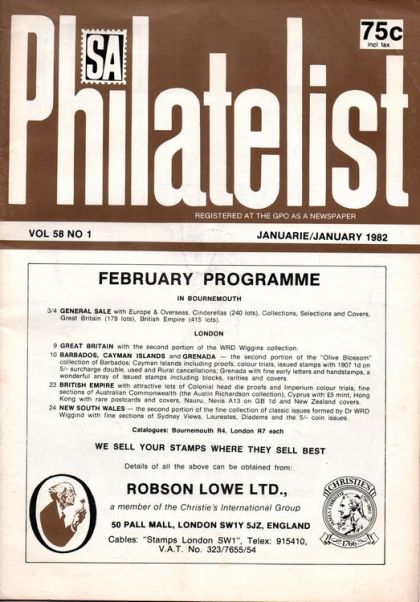 SA
Philatelist
75c
incl tax
REGISTERED AT THE GPO AS A NEWSPAPER
VOL 58 NO 1
JANUARIE/JANUARY 1982
FEBRUARY PROGRAMME
IN BOURNEMOUTH
3/4 GENERAL SALE with Europe & Overseas, Cinderellas (240 lots), Collections, Selections and Covers,
Great Britain (179 lots), British Empire (415 lots).
LONDON
9 GREAT BRITAIN with the second portion of the WRD Wiggins collection.
10 BARBADOS, CAYMAN ISLANDS and GRENADA — the second portion of the "Olive Blossom"
collection of Barbados; Cayman Islands including proofs, colour trials, issued stamps with 1907 1d on
5/- surcharge double, used and Rural cancellations; Grenada with fine early letters and handstamps, a
wonderful array of issued stamps including blocks, rarities and covers.
23 BRITISH EMPIRE with attractive lots of Colonial head die proofs and Imperium colour trials, fine
sections of Australian Commonwealth (the Austin Richardson collection), Cyprus with £5 mint, Hong
Kong with rare postcards and covers, Nauru, Nevis A13 on GB 1d and New Zealand covers.
24 NEW SOUTH WALES — the second portion of the fine collection of classic issues formed by Dr WRD
Wiggind with fine sections of Sydney Views, Laureates, Diadems and the 5/- coin issues.
Catalogues: Bournemouth R4, London R7 each
WE SELL YOUR STAMPS WHERE THEY SELL BEST
Details of all the above can be obtained from:
ROBSON LOWE LTD.,
a member of the Christie's International Group
50 PALL MALL, LONDON SW1Y 5JZ, ENGLAND
Cables: "Stamps London SW1", Telex: 915410,
V.A.T. No. 323/7655/54
CHRISTIE'S
1766